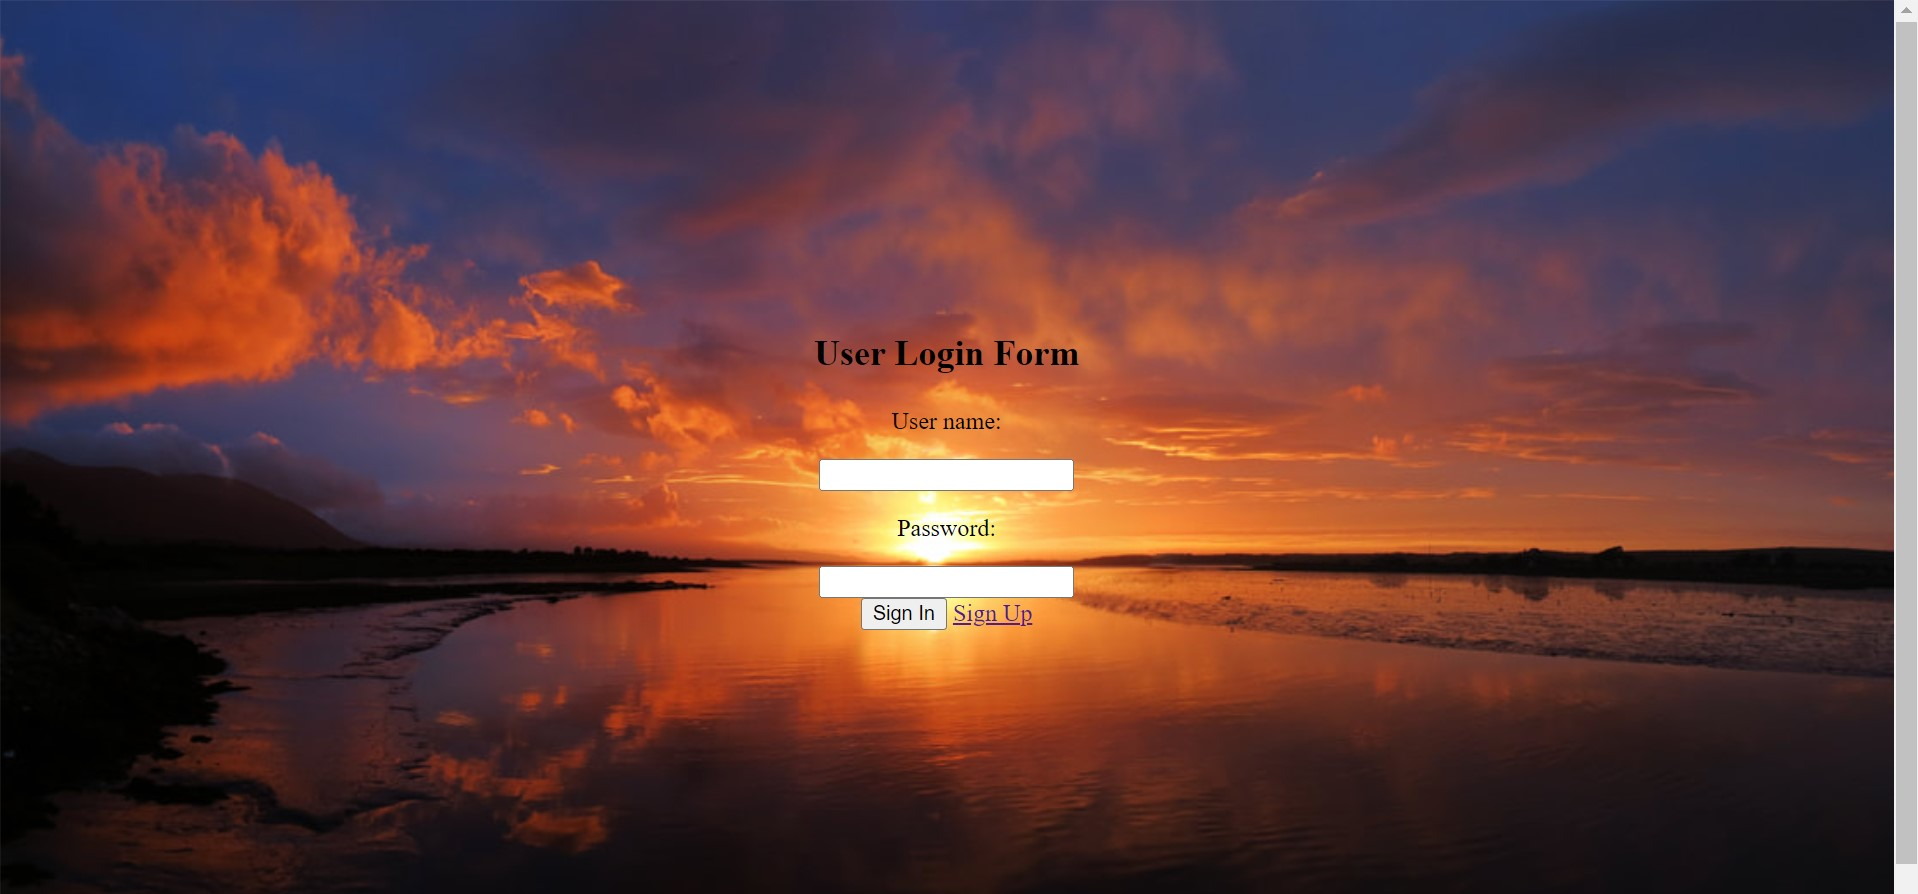 User Login Form
User name:
Password:
Sign In Sign Up